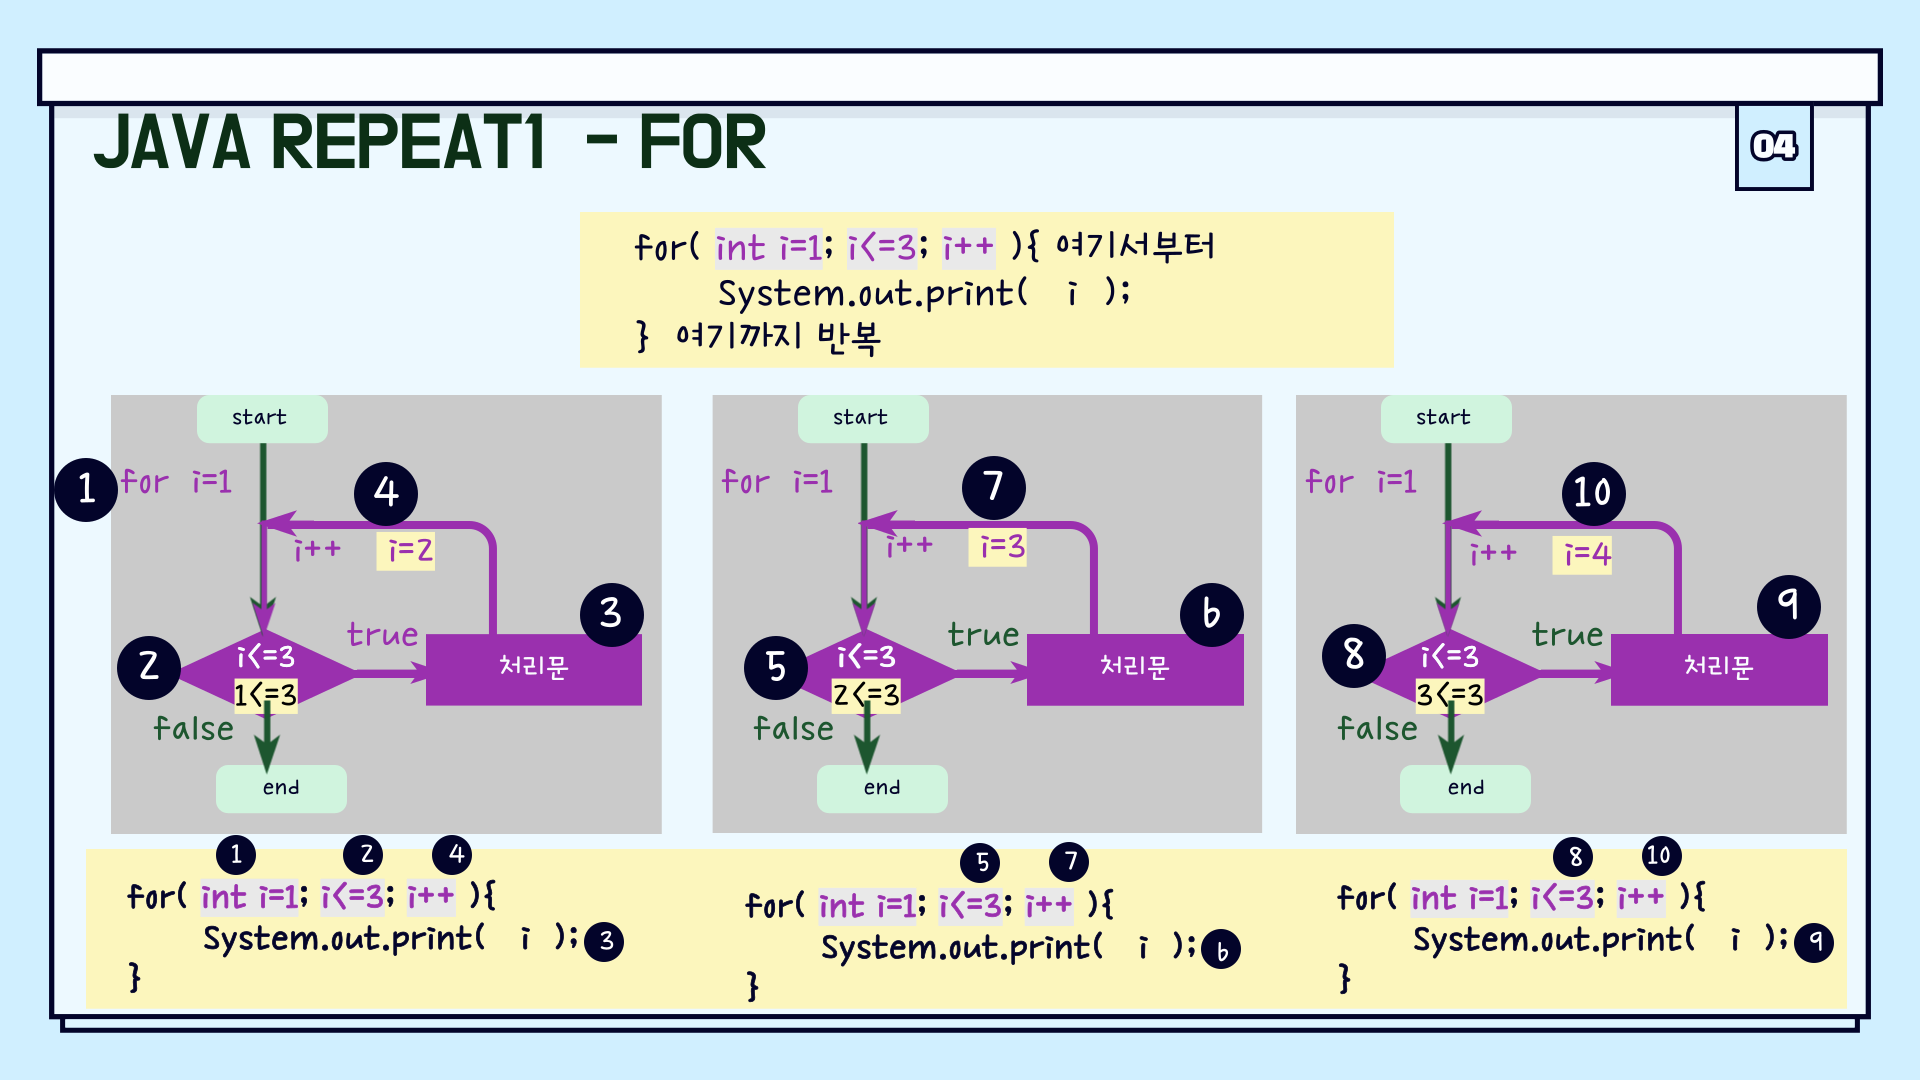 JAVA REPEAT1 - FOR
04
for( int i=1; i<=3; i++ ){ 여기서부터
System.out.print( i );
} 여기까지 반복
start
1
for i=1
4
i++
i=2
3
true
2
i<=3
1<=3
처리문
false
end
start
for i=1
7
i++
i=3
6
true
5
i<=3
2<=3
처리문
false
end
start
for i=1
10
i++
i=4
9
true
8
i<=3
3<=3
처리문
false
end
1 2 4
for( int i=1; i<=3; i++ ){
System.out.print( i ); 3
}
5 7
for( int i=1; i<=3; i++ ){
System.out.print( i ); 6
}
8 10
for( int i=1; i<=3; i++ ){
System.out.print( i ); 9
}